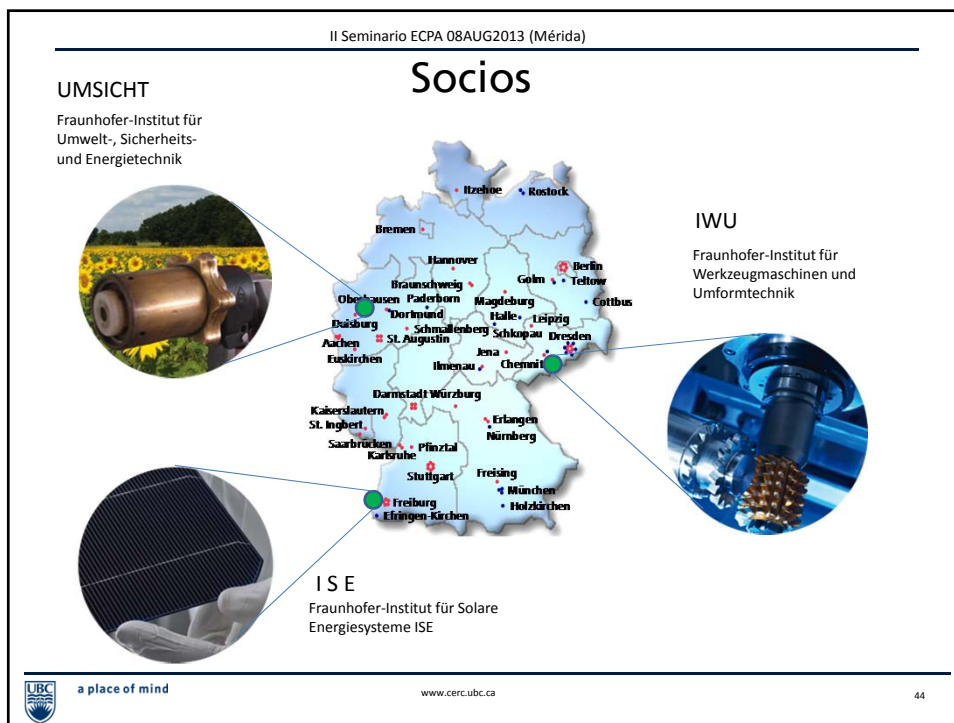 II Seminario ECPA 08AUG2013 (Mérida)
Socios
UMSICHT
Fraunhofer-Institut für
Umwelt-, Sicherheits-
und Energietechnik
IWU
Fraunhofer-Institut für
Werkzeugmaschinen und
Umformtechnik
Itzehoe
Rostock
Bremen
Hannover
Berlin
Golm
Teltow
Braunschweig
Magdeburg
Cottbus
Oberhausen
Paderborn
Dortmund
Halle
Leipzig
Duisburg
Schmallenberg
Schkopau
Dresden
Aachen
St. Augustin
Euskirchen
Jena
Chemnit
Ilmenau
Darmstadt
Würzburg
Kaiserslautern
Erlangen
St. Ingbert
Nürnberg
Saarbrücken
Pfinztal
Karlsruhe
Stuttgart
Freising
München
Freiburg
Holzkirchen
Efringen-Kirchen
I S E
Fraunhofer-Institut für Solare
Energiesysteme ISE
UBC
a place of mind
www.cerc.ubc.ca
44